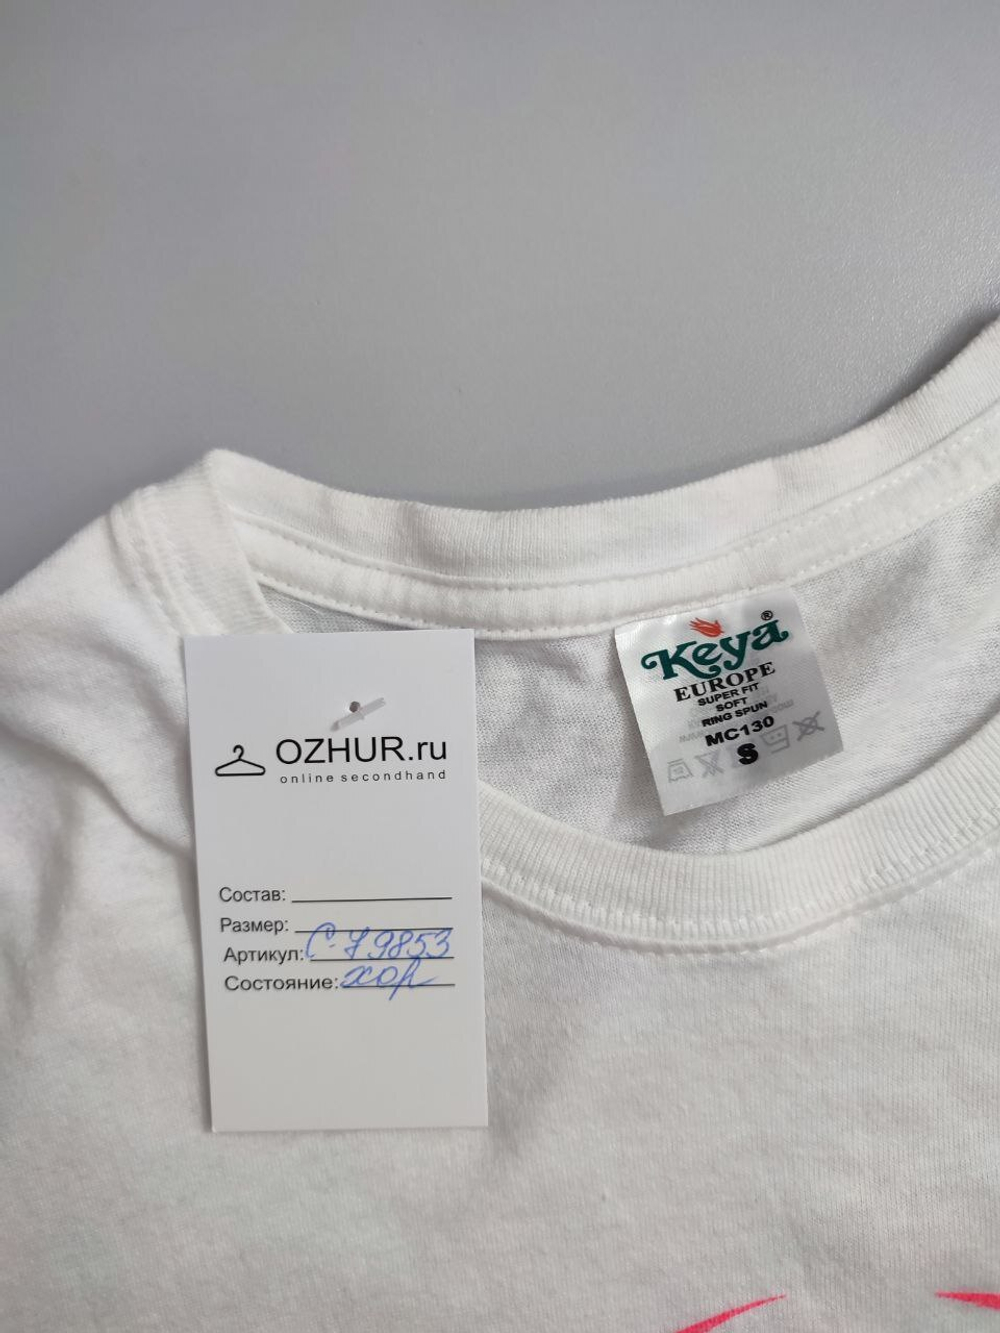 Keya®
EUROPE
SUPER FIT
SOFT
RING SPUN
MC130
S
OZHUR.ru
online secondhand
Состав:
Размер:
Артикул: С-79853
Состояние: хор